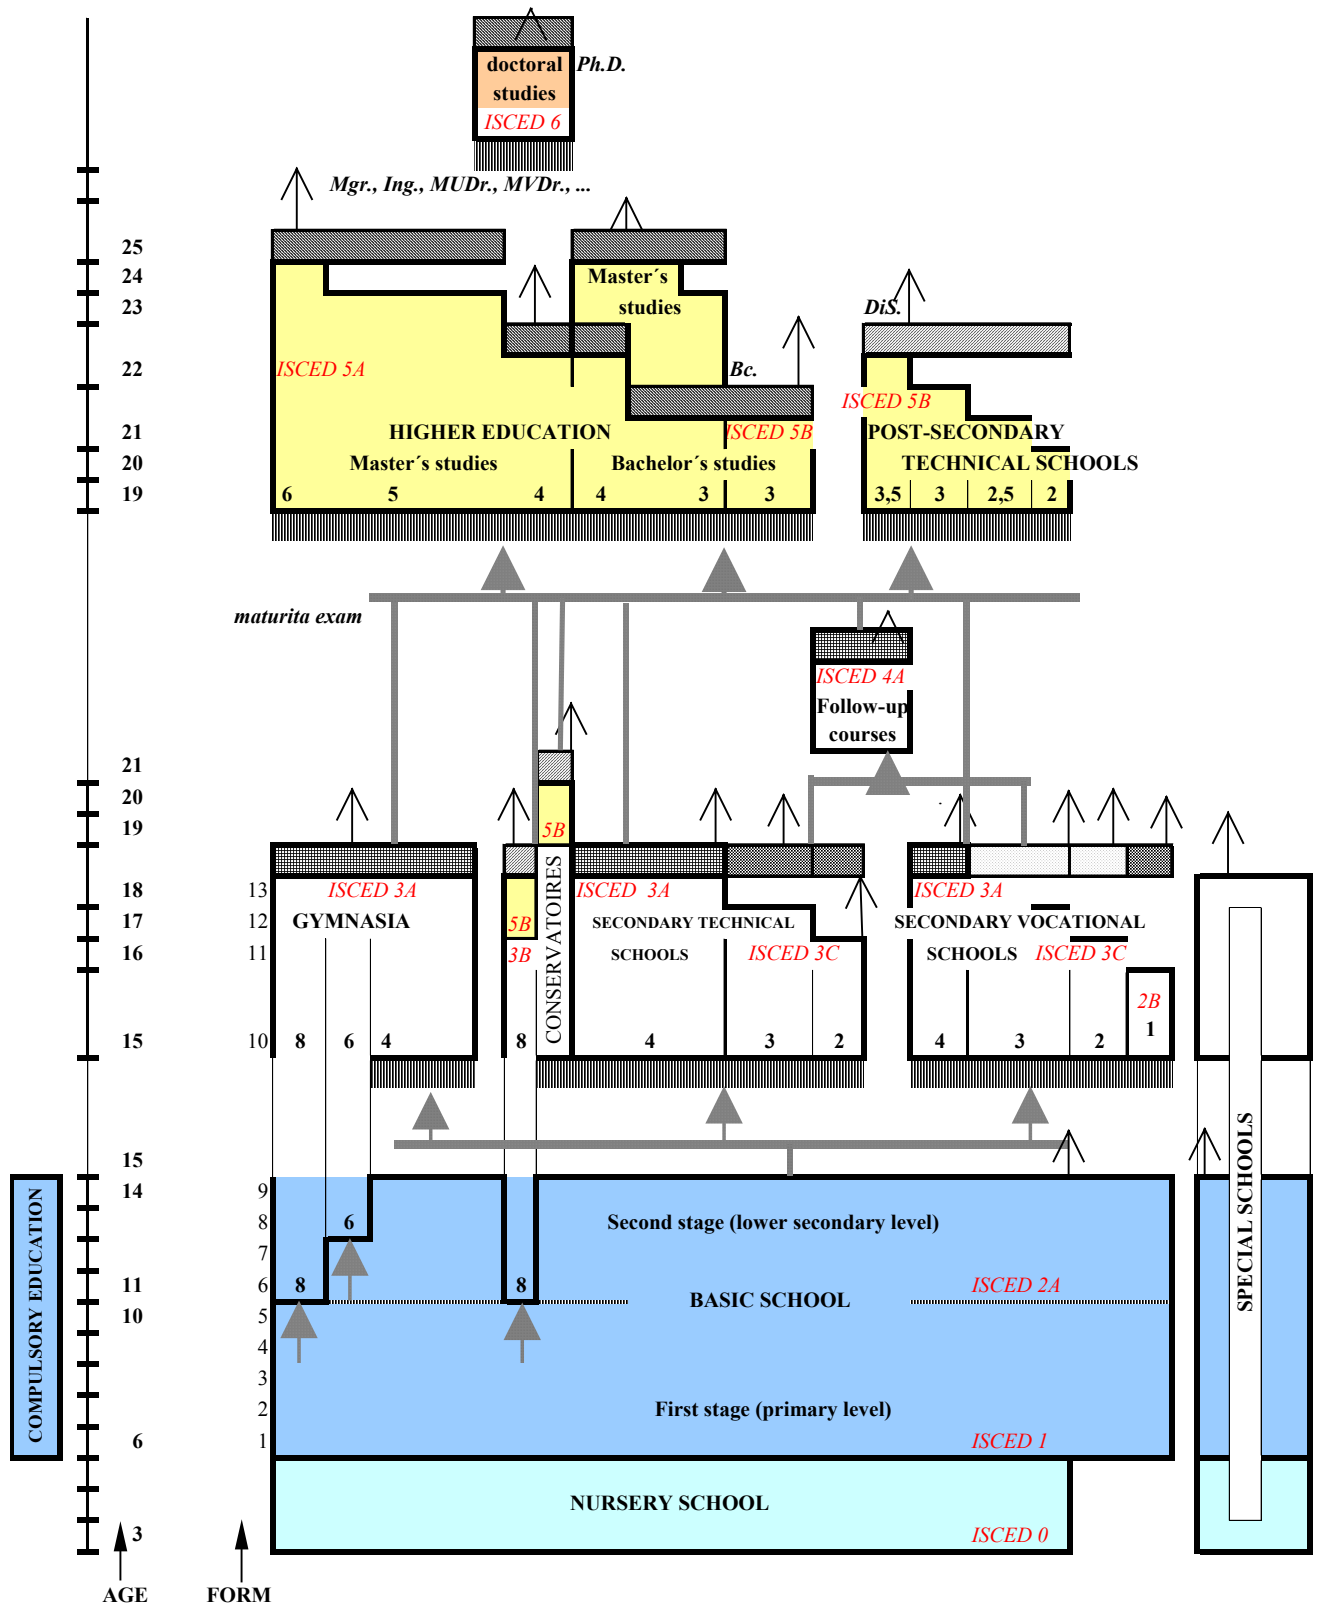 doctoral Ph.D.
studies
ISCED 6
Mgr., Ing., MUDr., MVDr., ...
25
24 Master´s
23 studies DiS.
22 ISCED 5A Bc. ISCED 5B
21 HIGHER EDUCATION ISCED 5B POST-SECONDARY
20 Master´s studies Bachelor´s studies TECHNICAL SCHOOLS
19 6 5 4 4 3 3 3,5 3 2,5 2
maturita exam
ISCED 4A
Follow-up
courses
21
20
19 5B
18 13 ISCED 3A ISCED 3A ISCED 3A
17 12 GYMNASIA 5B SECONDARY TECHNICAL SECONDARY VOCATIONAL
16 11 3B SCHOOLS ISCED 3C SCHOOLS ISCED 3C
CONSERVATOIRES
2B
15 10 8 6 4 8 4 3 2 4 3 2 1
15
14 9
8 6 Second stage (lower secondary level)
7
11 6 8 8 ISCED 2A
BASIC SCHOOL
10 5
4
3
2 First stage (primary level)
6 1 ISCED 1
NURSERY SCHOOL
3 ISCED 0
AGE FORM
COMPULSORY EDUCATION
SPECIAL SCHOOLS